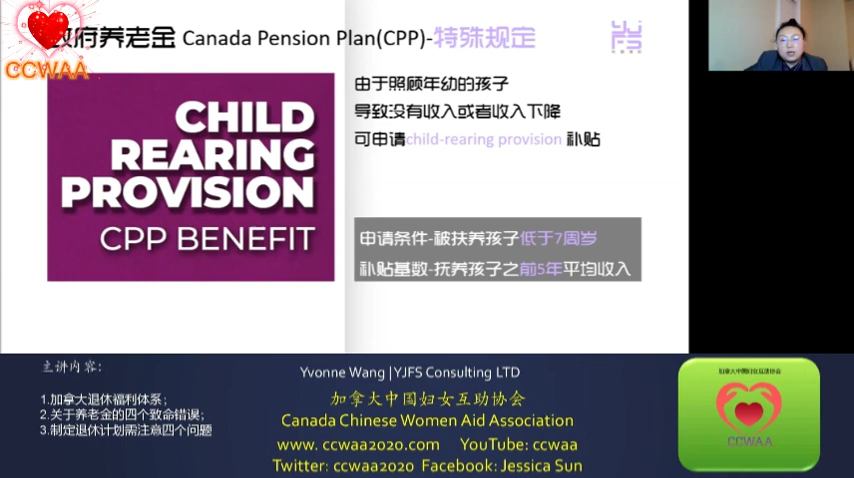 政府养老金 Canada Pension Plan(CPP)-特殊规定
CCWAA
YJFS
CHILD
REARING
PROVISION
CPP BENEFIT
由于照顾年幼的孩子
导致没有收入或者收入下降
可申请child-rearing provision 补贴
申请条件-被扶养孩子低于7周岁
补贴基数-抚养孩子之前5年平均收入
主讲内容:
1.加拿大退休福利体系;
2.关于养老金的四个致命错误;
3.制定退休计划需注意四个问题
Yvonne Wang | YJFS Consulting LTD
加拿大中国妇女互助协会
Canada Chinese Women Aid Association
www. ccwaa2020.com YouTube: ccwaa
Twitter: ccwaa2020 Facebook: Jessica Sun
加拿大中国妇女互助协会
CCWAA